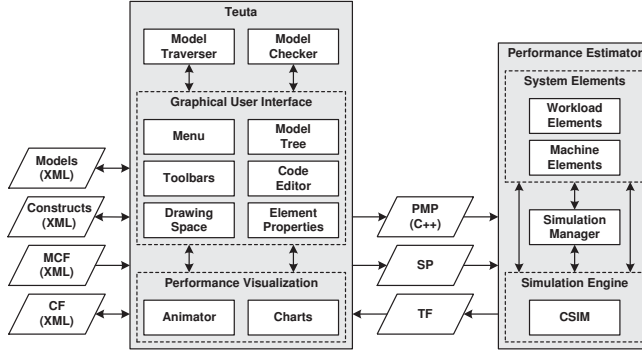 Teuta
Model
Traverser
Model
Checker
Graphical User Interface
Menu
Model
Tree
Toolbars
Code
Editor
Drawing
Space
Element
Properties
Performance Visualization
Animator
Charts
Models
(XML)
Constructs
(XML)
MCF
(XML)
CF
(XML)
PMP
(C++)
SP
TF
Performance Estimator
System Elements
Workload
Elements
Machine
Elements
Simulation
Manager
Simulation Engine
CSIM